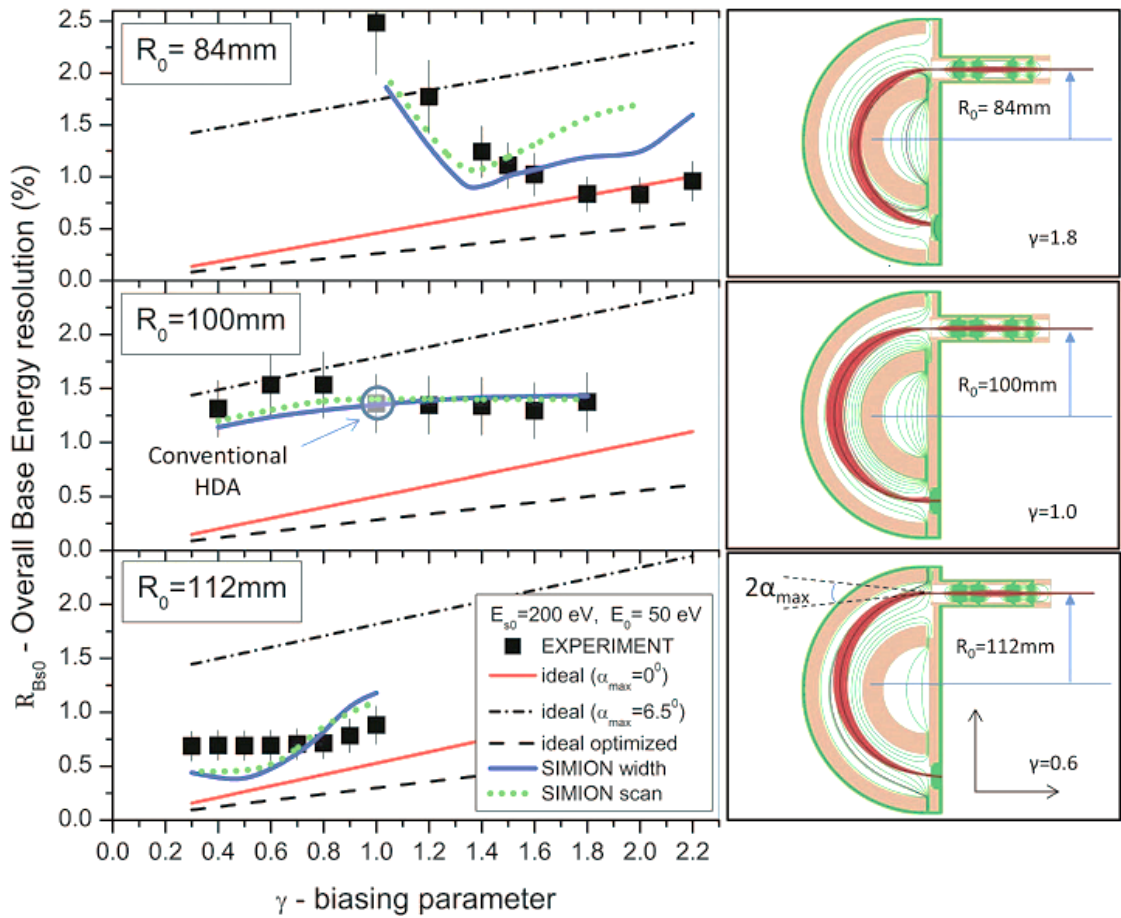 R_Bs0 - Overall Base Energy resolution (%)
2.5
2.0
1.5
1.0
0.5
0.0
R₀= 84mm
R₀= 84mm
γ=1.8
2.0
1.5
1.0
0.5
0.0
R₀=100mm
Conventional
HDA
R₀=100mm
γ=1.0
2.0
1.5
1.0
0.5
0.0
R₀=112mm
E_s0=200 eV, E₀= 50 eV
EXPERIMENT
ideal (α_max=0⁰)
ideal (α_max=6.5⁰)
ideal optimized
SIMION width
SIMION scan
2α_max
R₀=112mm
γ=0.6
0.0 0.2 0.4 0.6 0.8 1.0 1.2 1.4 1.6 1.8 2.0 2.2
γ - biasing parameter